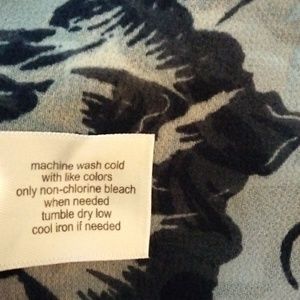 machine wash cold
with like colors
only non-chlorine bleach
when needed
tumble dry low
cool iron if needed